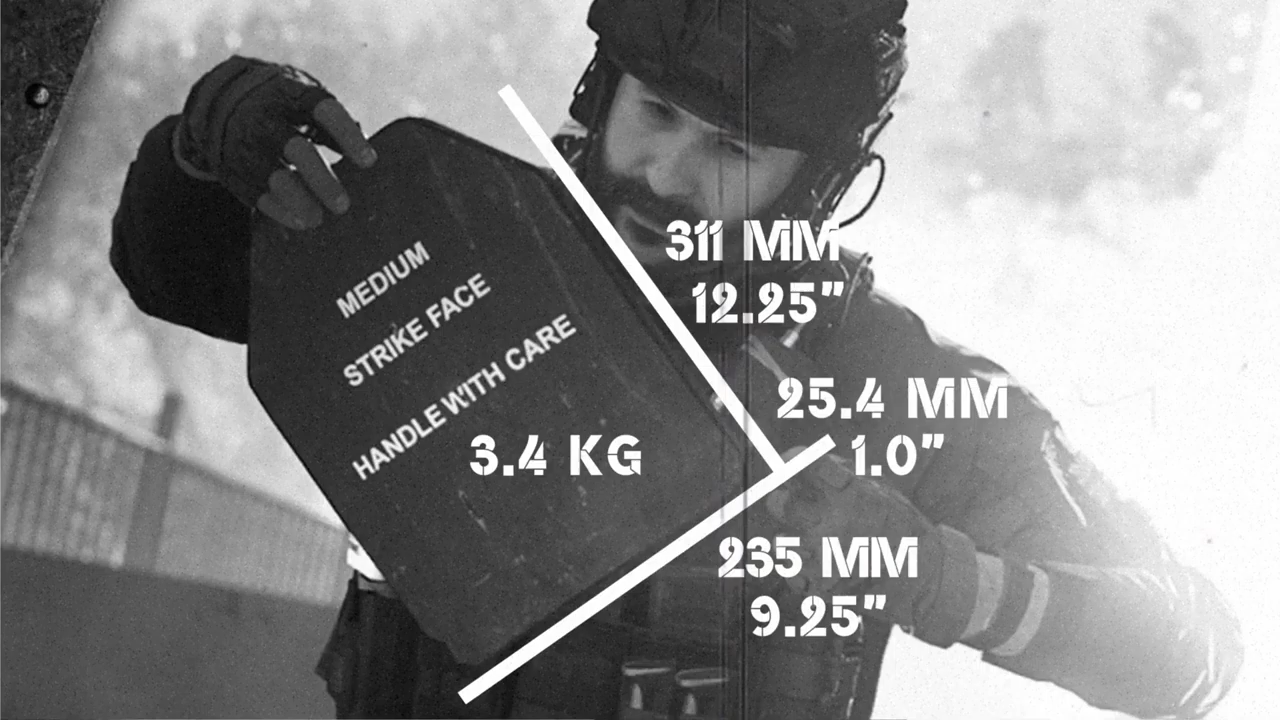 MEDIUM
STRIKE FACE
HANDLE WITH CARE
3.4 KG
311 MM
12.25"
25.4 MM
1.0"
235 MM
9.25"